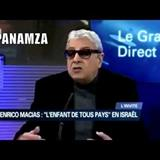 PANAMZA
Le Gra
Direct
L'INVITÉ
ENRICO MACIAS : "L'ENFANT DE TOUS PAYS" EN ISRAËL